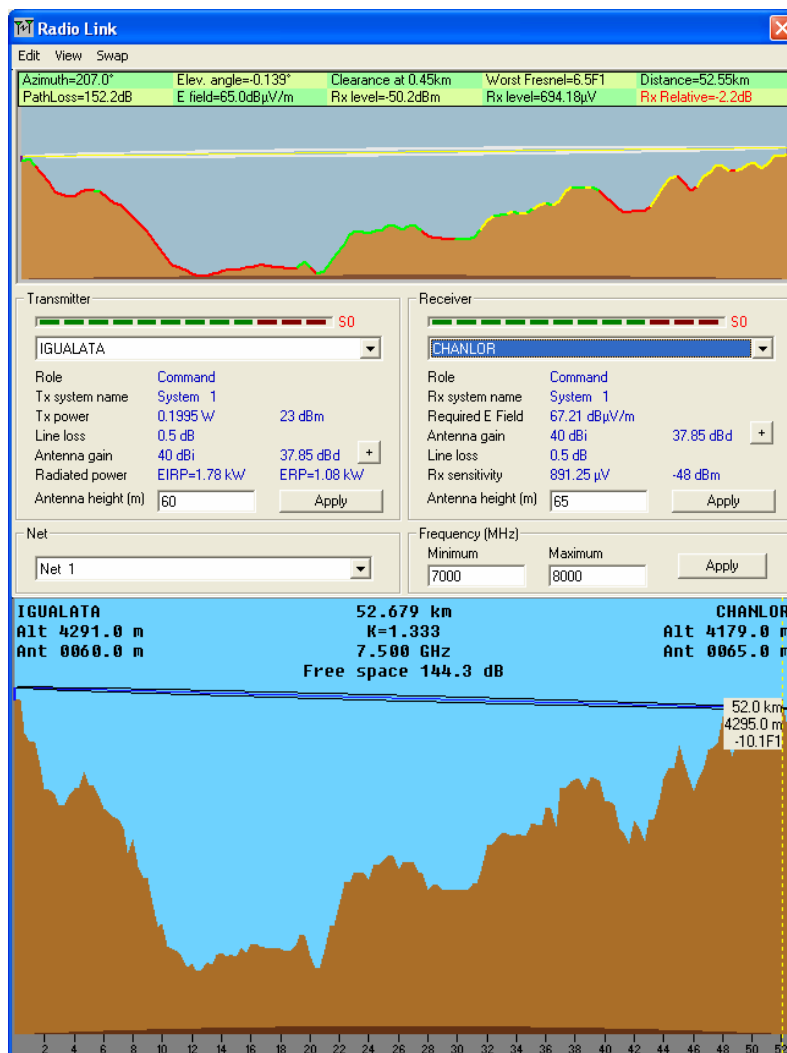 Radio Link
Edit View Swap
Azimuth=207.0° Elev. angle=-0.139° Clearance at 0.45km Worst Fresnel=6.5F1 Distance=52.55km
PathLoss=152.2dB E field=65.0dBµV/m Rx level=-50.2dBm Rx level=694.18µV Rx Relative=-2.2dB
Transmitter
S0
IGUALATA
Role Command
Tx system name System 1
Tx power 0.1995 W 23 dBm
Line loss 0.5 dB
Antenna gain 40 dBi 37.85 dBd +
Radiated power EIRP=1.78 kW ERP=1.08 kW
Antenna height (m) 60 Apply
Receiver
S0
CHANLOR
Role Command
Rx system name System 1
Required E Field 67.21 dBµV/m
Antenna gain 40 dBi 37.85 dBd +
Line loss 0.5 dB
Rx sensitivity 891.25 µV -48 dBm
Antenna height (m) 65 Apply
Net
Net 1
Frequency (MHz)
Minimum Maximum
7000 8000 Apply
IGUALATA 52.679 km CHANLOR
Alt 4291.0 m K=1.333 Alt 4179.0 m
Ant 0060.0 m 7.500 GHz Ant 0065.0 m
Free space 144.3 dB
52.0 km
4295.0 m
-10.1F1
2 4 6 8 10 12 14 16 18 20 22 24 26 28 30 32 34 36 38 40 42 44 46 48 50 52